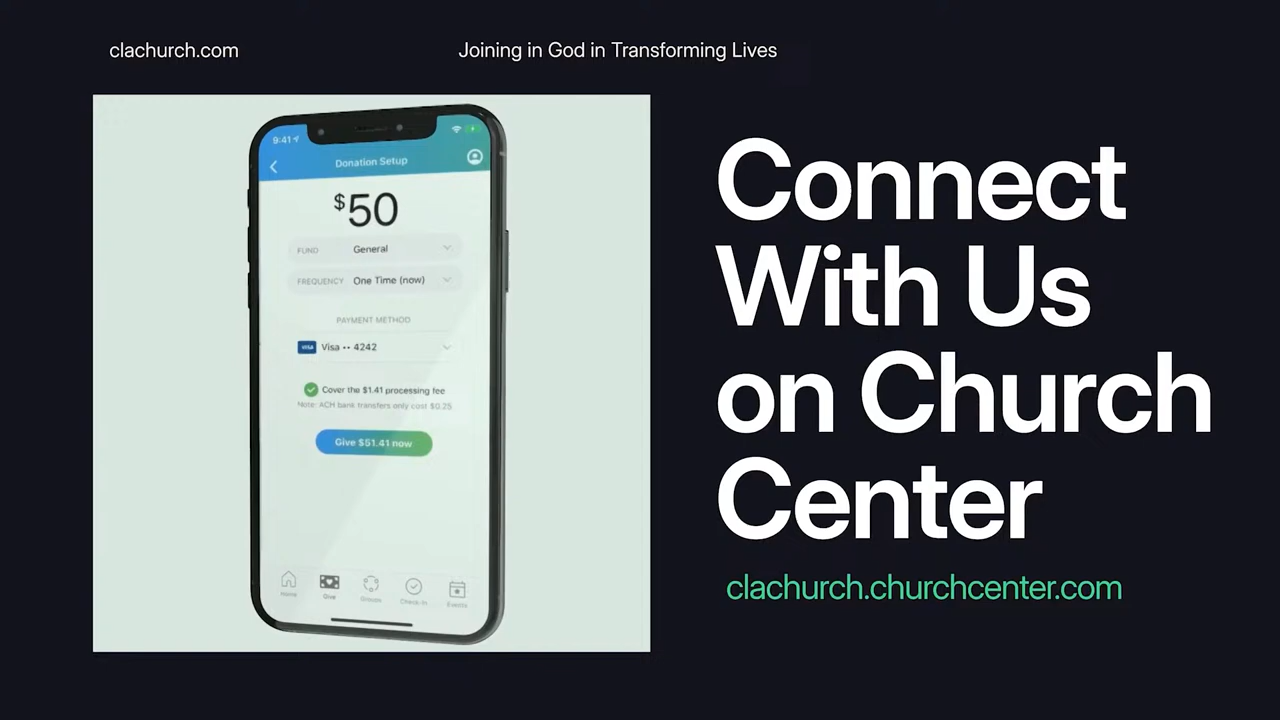 clachurch.com
Joining in God in Transforming Lives
9:41
Donation Setup
$50
FUND General
FREQUENCY One Time (now)
PAYMENT METHOD
VISA Visa •• 4242
Cover the $1.41 processing fee
Note: ACH bank transfers only cost $0.25
Give $51.41 now
Home Give Groups Check-In Events
Connect
With Us
on Church
Center
clachurch.churchcenter.com